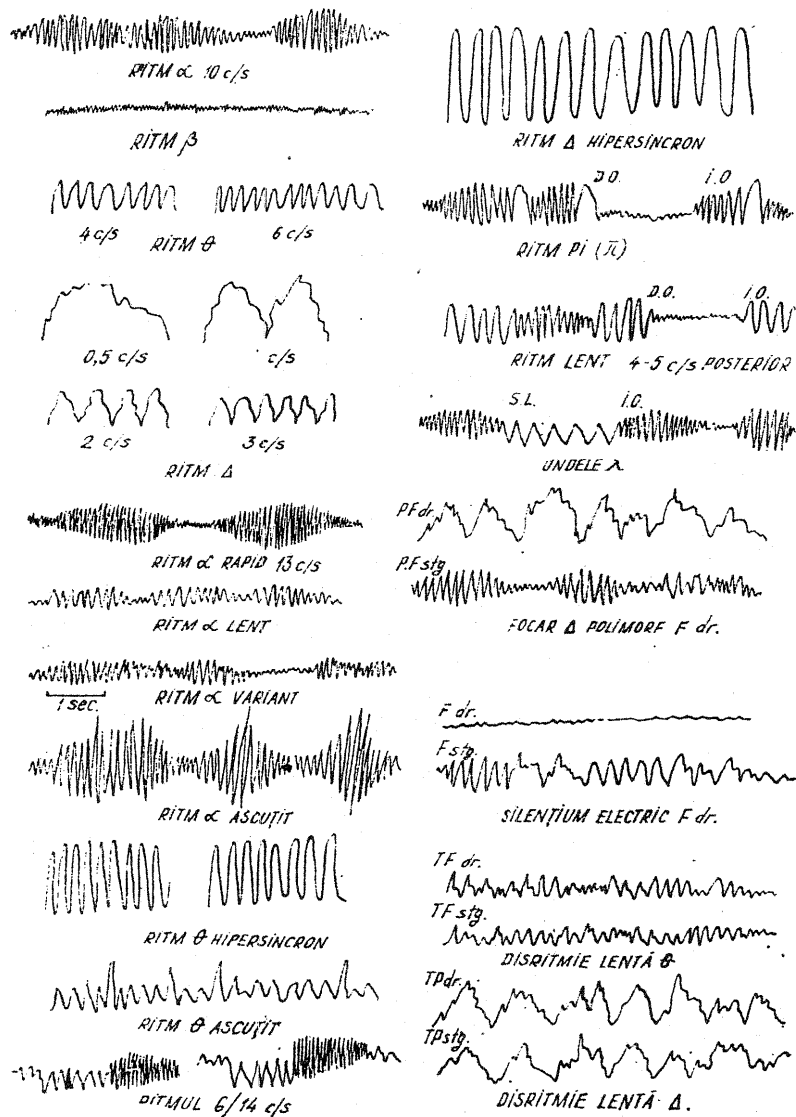 RITM ∝ 10 c/s
RITM β
4 c/s 6 c/s
RITM θ
0,5 c/s c/s
2 c/s 3 c/s
RITM Δ
RITM ∝ RAPID 13 c/s
RITM ∝ LENT
1 sec. RITM ∝ VARIANT
RITM ∝ ASCUȚIT
RITM θ HIPERSINCRON
RITM θ ASCUȚIT
RITMUL 6/14 c/s
RITM Δ HIPERSINCRON
D.O. I.O
RITM PI (π)
D.O. I.O.
RITM LENT 4-5 c/s POSTERIOR
S.L. I.O.
UNDELE λ
PF dr.
P.F stg
FOCAR Δ POLIMORF F dr.
F dr.
F stg.
SILENȚIUM ELECTRIC F dr.
TF dr.
TF stg.
DISRITMIE LENTĂ θ
TP dr.
TP stg.
DISRITMIE LENTĂ Δ.